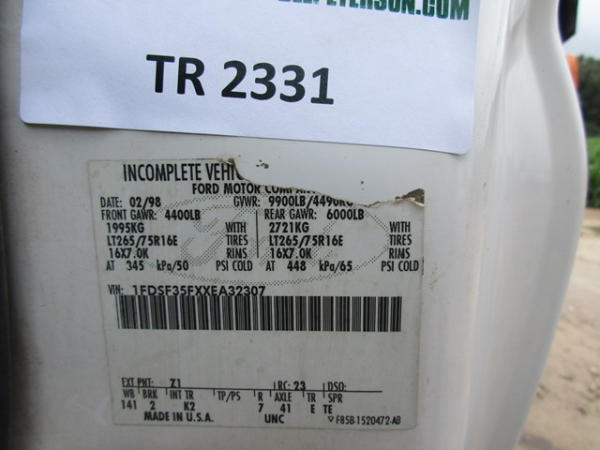 PETERSON.COM
TR 2331
INCOMPLETE
FORD MOTOR
DATE: 02/98 GVWR: 9900LB/4490KG
FRONT GAWR: 4400LB REAR GAWR: 6000LB
1995KG WITH 2721KG WITH
LT265/75R16E TIRES LT265/75R16E TIRES
16X7.0K RIMS 16X7.0K RIMS
AT 345 kPa/50 PSI COLD AT 448 kPa/65 PSI COLD
VIN: 1FDSF35FXXEA32307
EXT PNT: Z1 RC: 23 DSO:
WB BRK INT TR TP/PS R AXLE TR SPR
141 2 K2 7 41 E TE
MADE IN U.S.A. UNC F85B-1520472-AB